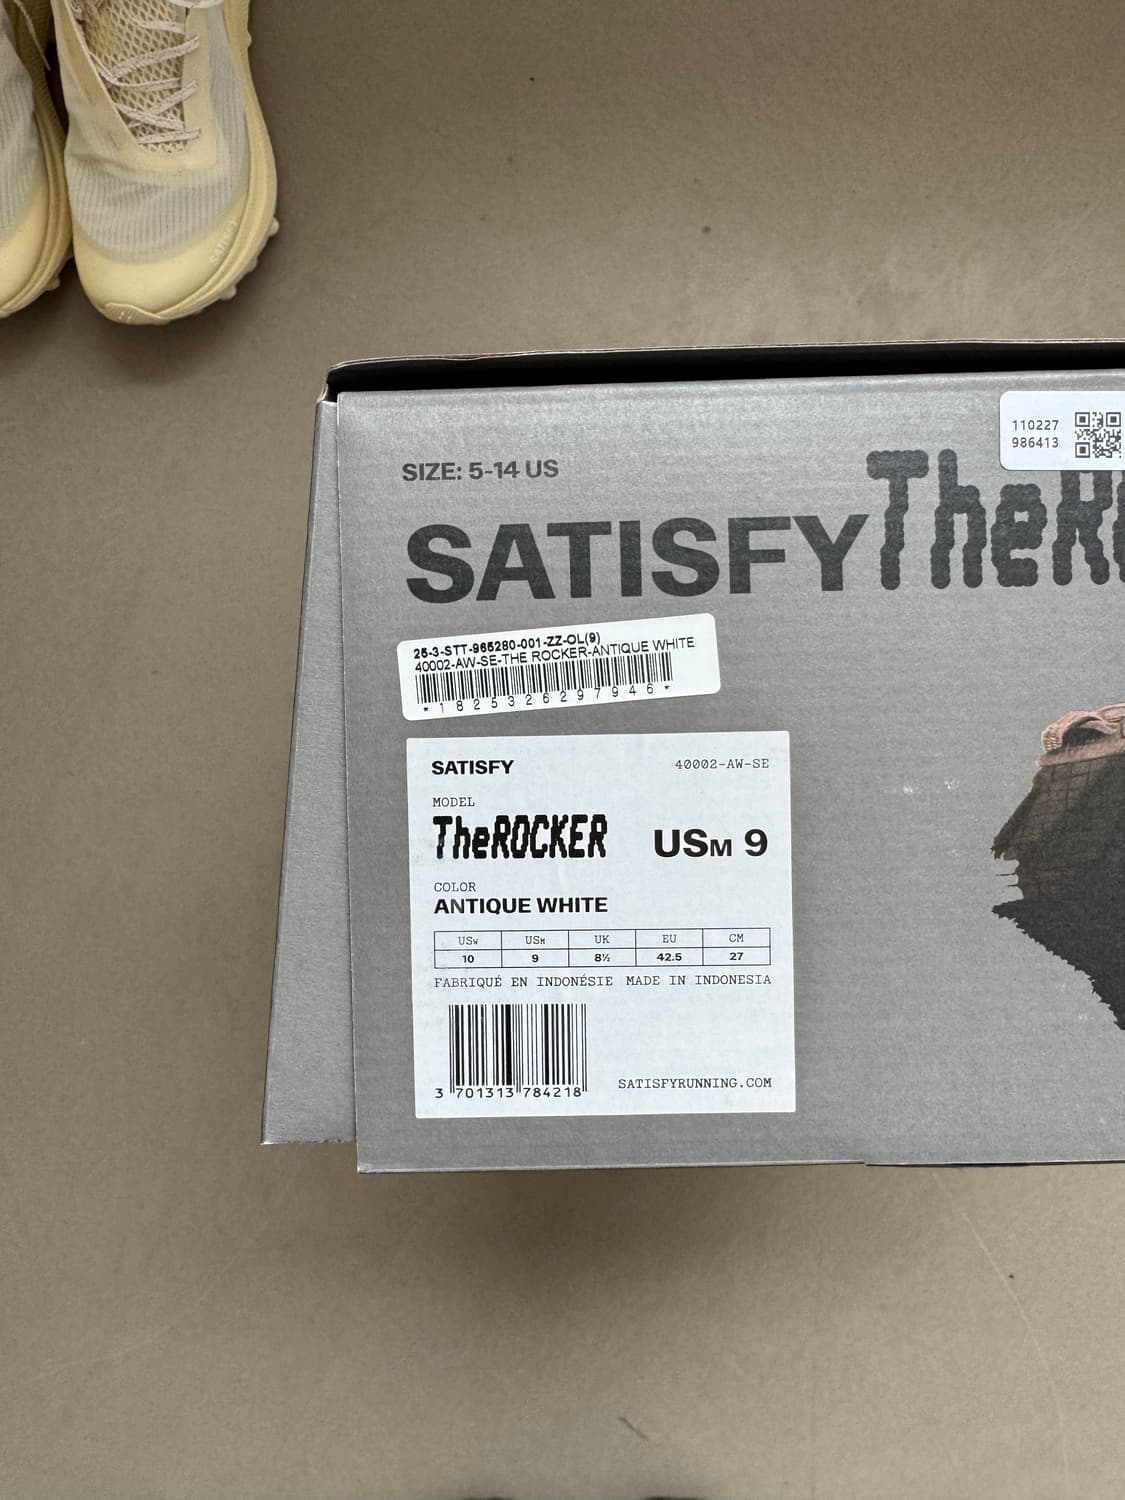 110227
986413
SIZE: 5-14 US
SATISFY TheR
25-3-STT-965280-001-ZZ-OL(9)
40002-AW-SE-THE ROCKER-ANTIQUE WHITE
*1825326297946*
SATISFY 40002-AW-SE
MODEL
TheROCKER USM 9
COLOR
ANTIQUE WHITE
USW USM UK EU CM
10 9 8½ 42.5 27
FABRIQUÉ EN INDONÉSIE MADE IN INDONESIA
3 701313 784218
SATISFYRUNNING.COM